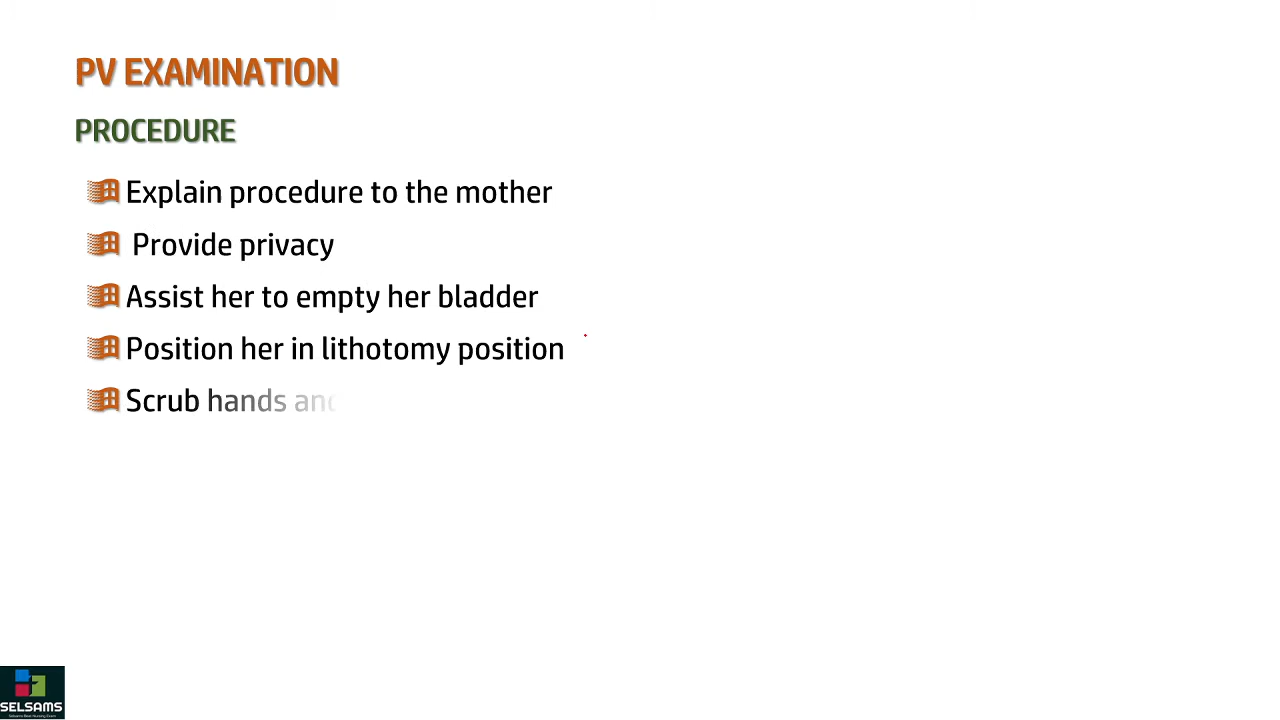 PV EXAMINATION
PROCEDURE
Explain procedure to the mother
Provide privacy
Assist her to empty her bladder
Position her in lithotomy position
Scrub hands and
SELSAMS